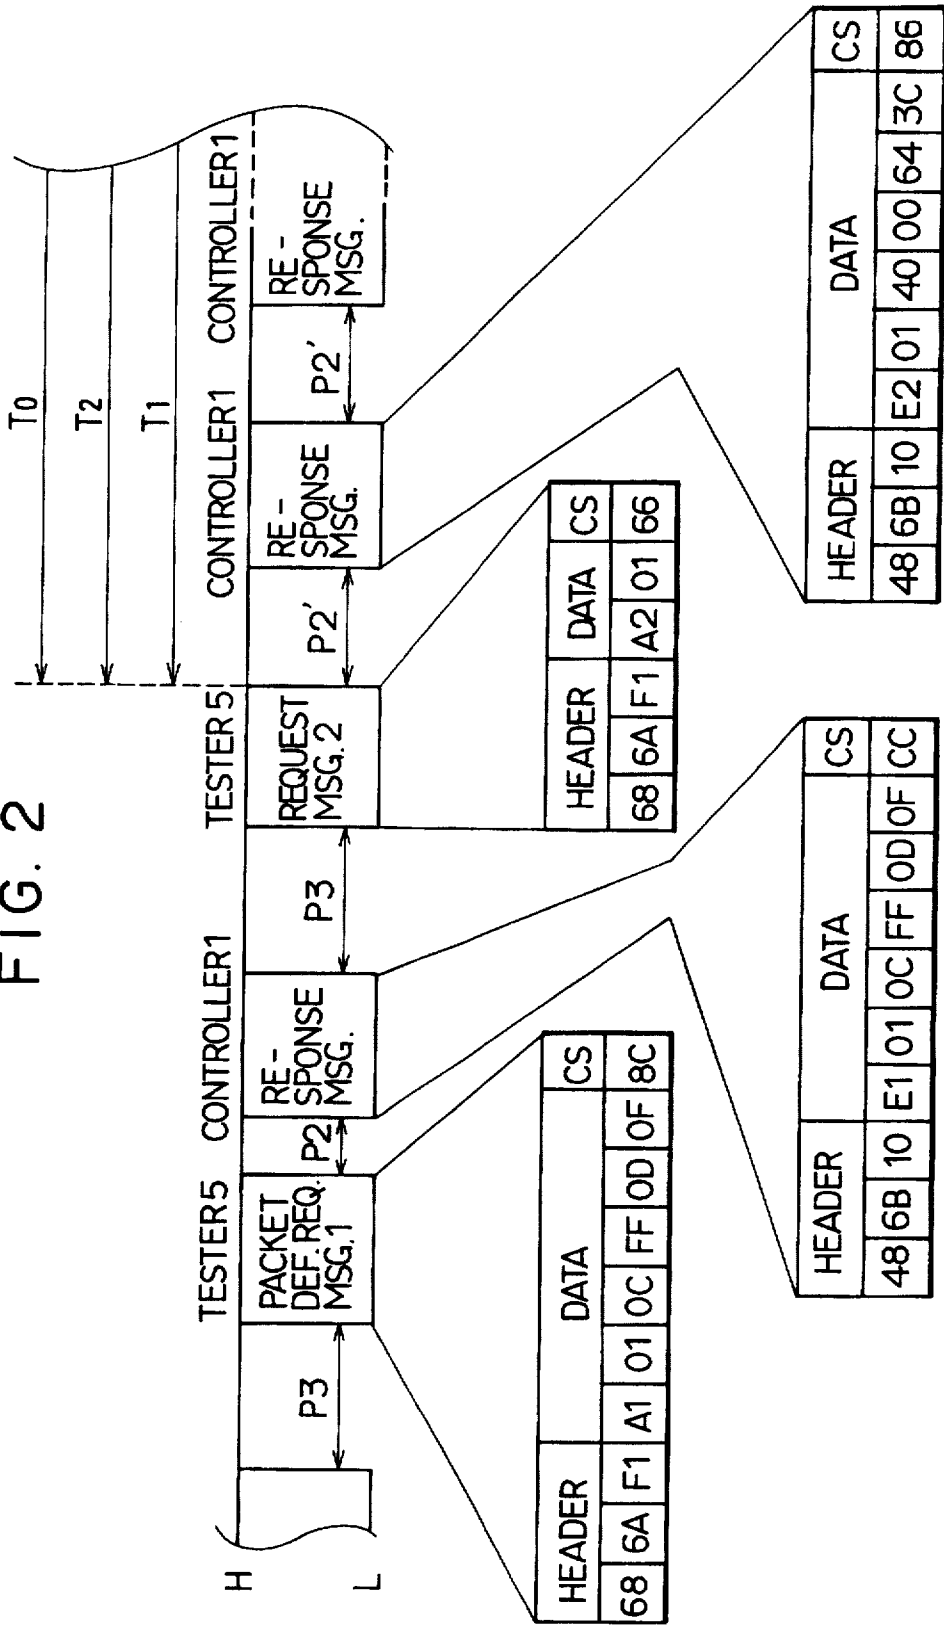 FIG. 2
T0
T2
T1
TESTER5
CONTROLLER1
TESTER5
CONTROLLER1
CONTROLLER1
H
L
P3
PACKET
DEF. REQ.
MSG.1
P2
RE-
SPONSE
MSG.
P3
REQUEST
MSG. 2
P2'
RE-
SPONSE
MSG.
P2'
RE-
SPONSE
MSG.
HEADER DATA CS
68 6A F1 A1 01 0C FF 0D 0F 8C
HEADER DATA CS
68 6A F1 A2 01 66
HEADER DATA CS
48 6B 10 E1 01 0C FF 0D 0F CC
HEADER DATA CS
48 6B 10 E2 01 40 00 64 3C 86